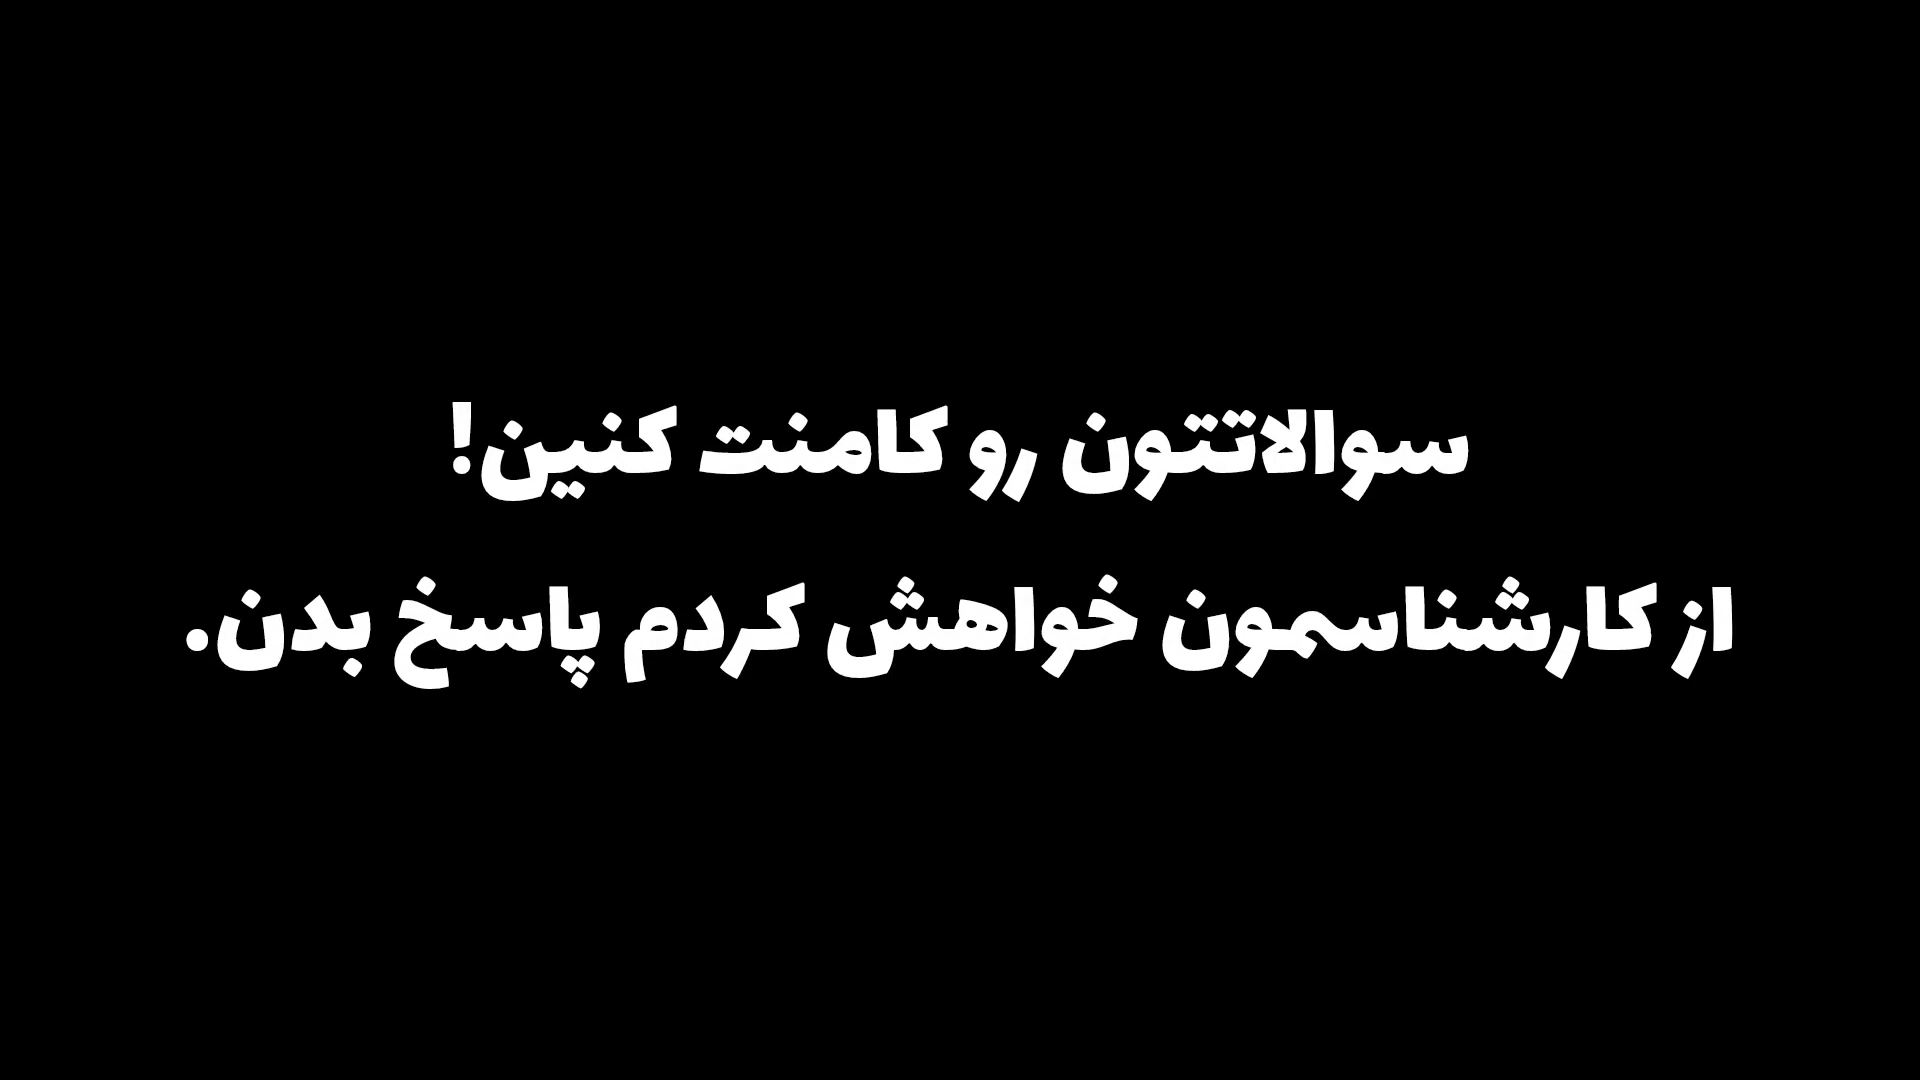 سوالاتتون رو کامنت کنین!
از کارشناسمون خواهش کردم پاسخ بدن.